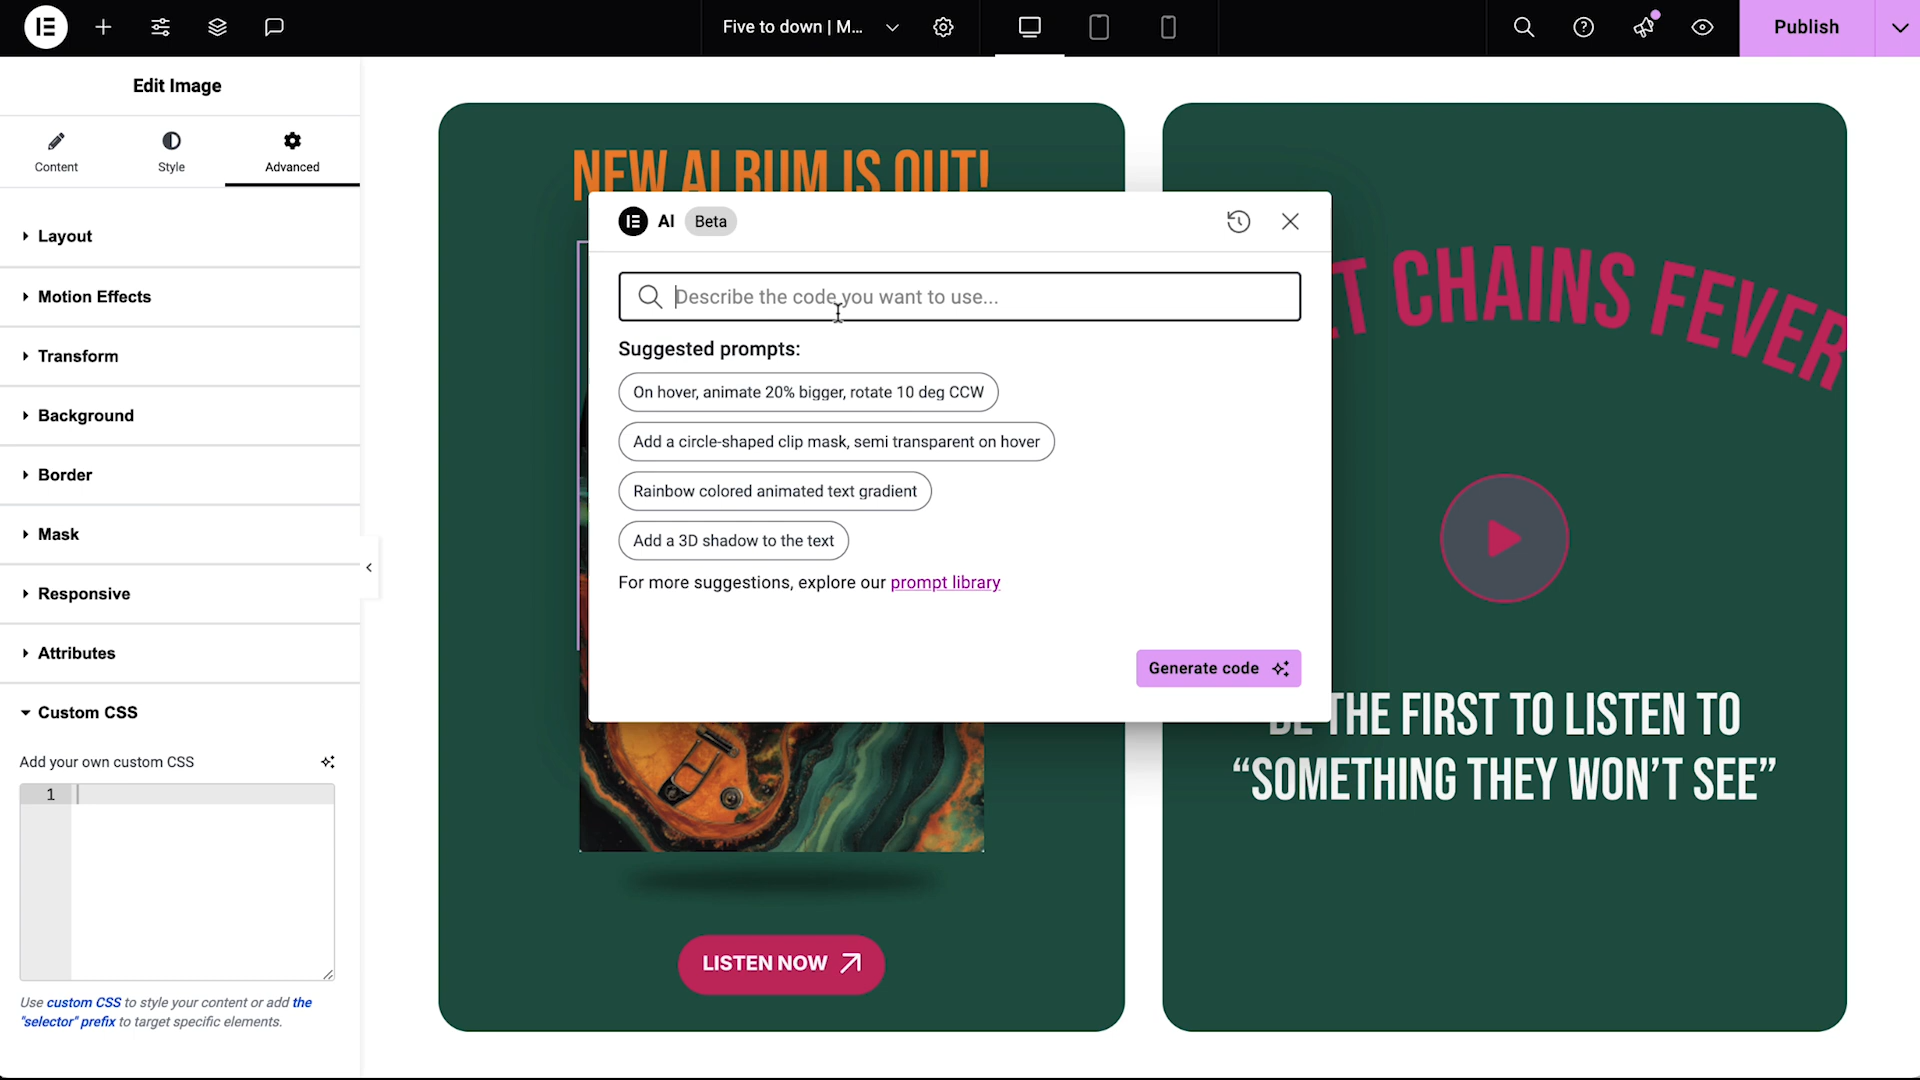 Five to down | M...
Publish
Edit Image
Content
Style
Advanced
Layout
Motion Effects
Transform
Background
Border
Mask
Responsive
Attributes
Custom CSS
Add your own custom CSS
1
Use custom CSS to style your content or add the
"selector" prefix to target specific elements.
NEW ALBUM IS OUT!
AI
Beta
Describe the code you want to use...
Suggested prompts:
On hover, animate 20% bigger, rotate 10 deg CCW
Add a circle-shaped clip mask, semi transparent on hover
Rainbow colored animated text gradient
Add a 3D shadow to the text
For more suggestions, explore our prompt library
Generate code
LISTEN NOW
CHAINS FEVER
BE THE FIRST TO LISTEN TO
“SOMETHING THEY WON’T SEE”